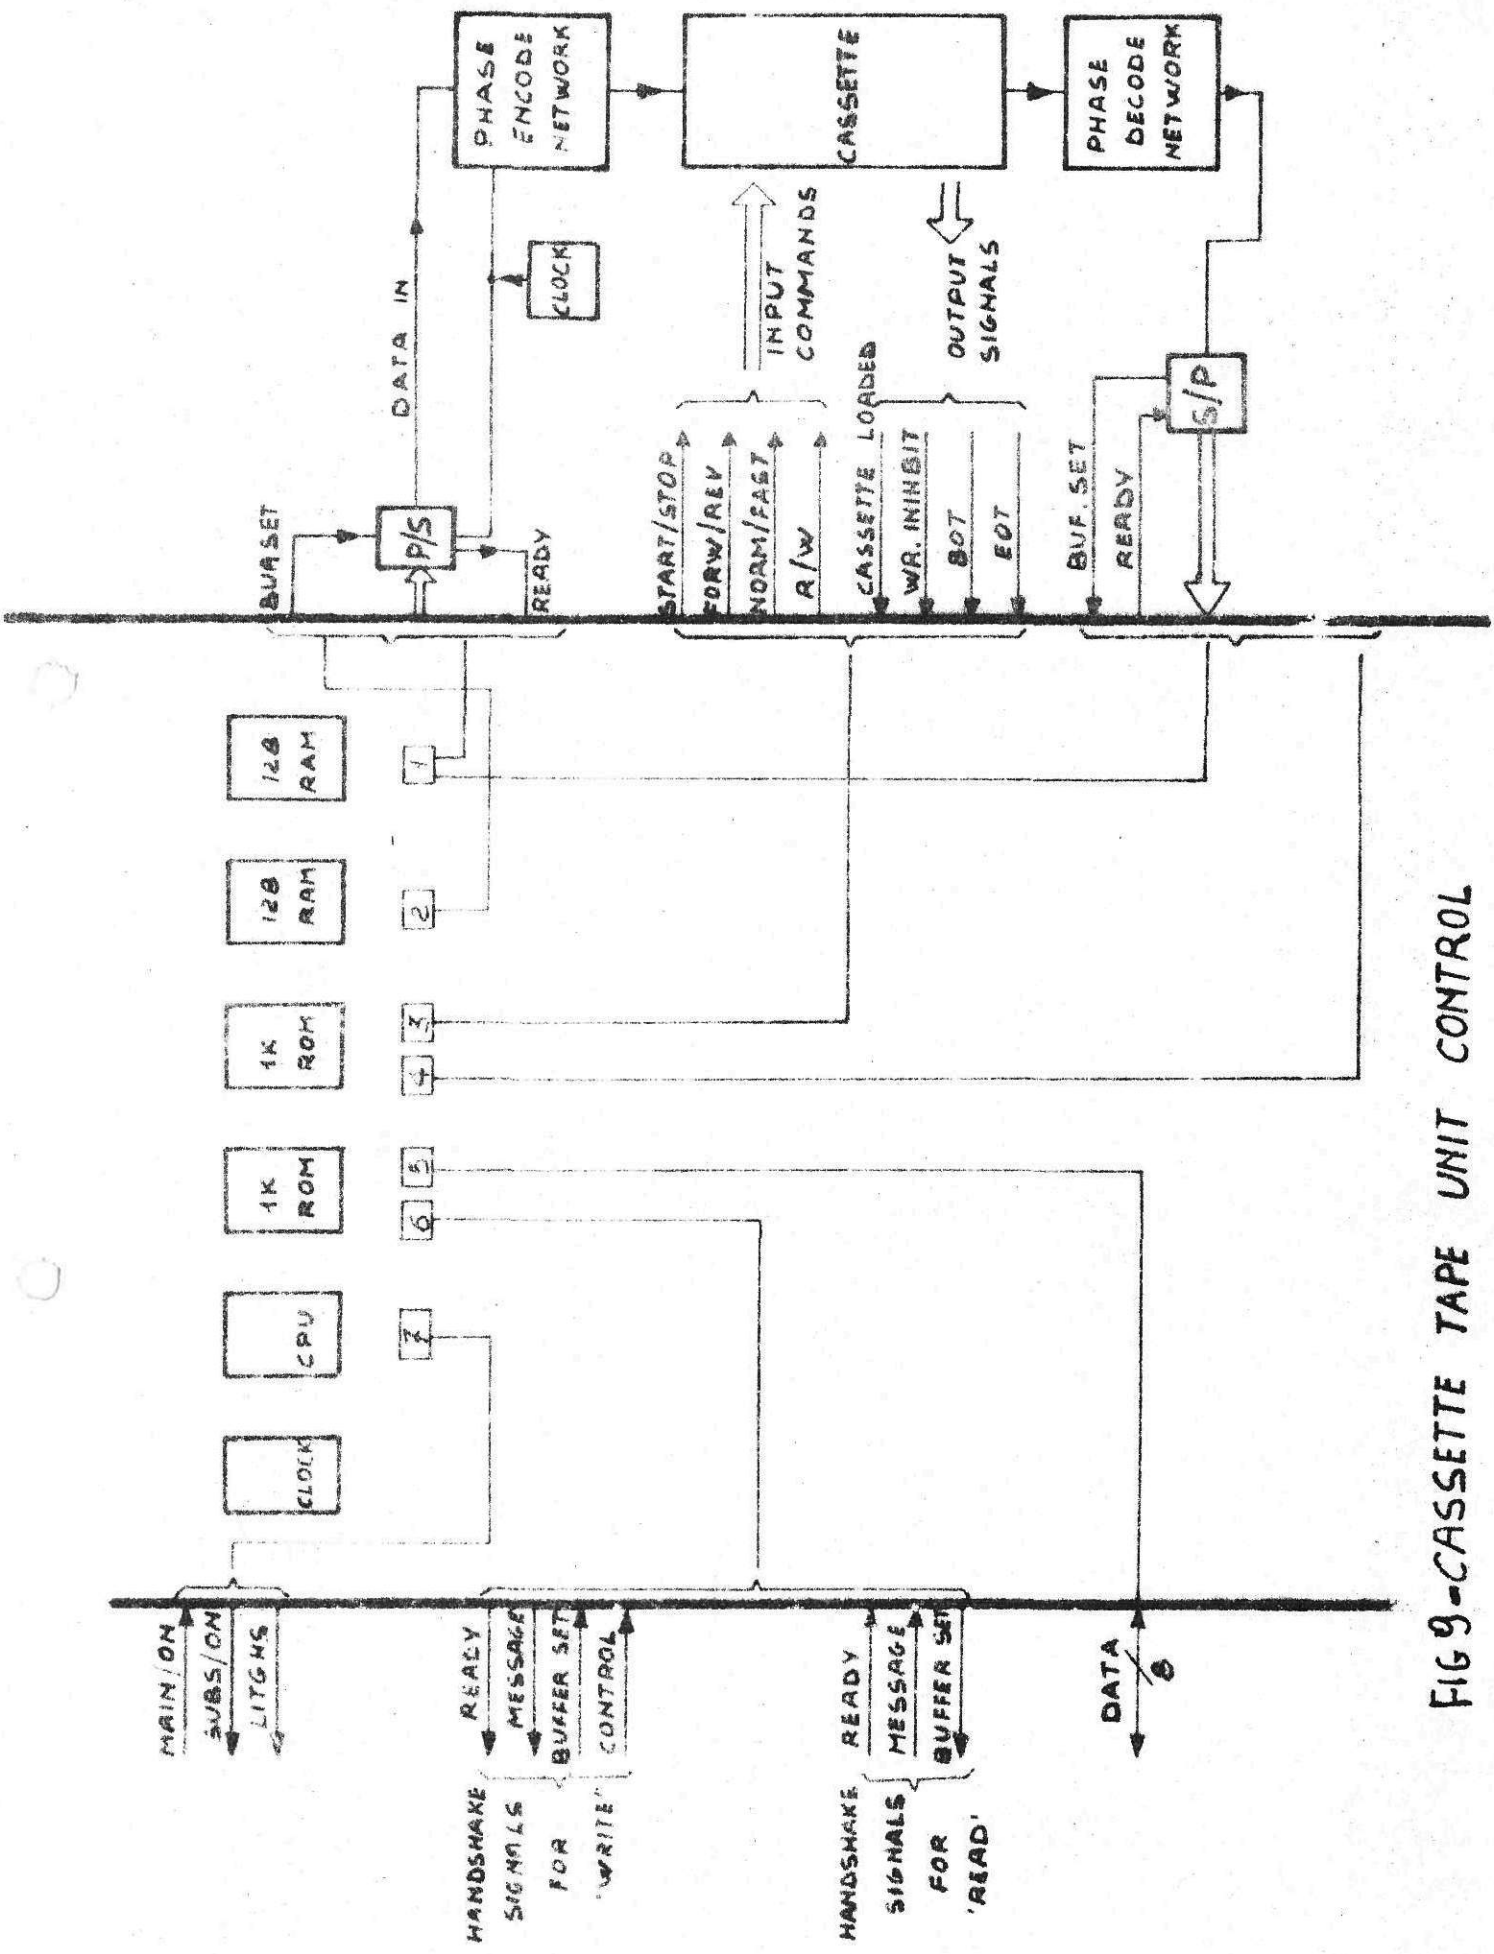 MAIN/ON
SUBS/ON
LITGHS
HANDSHAKE
SIGNALS
FOR
"WRITE"
READY
MESSAGE
BUFFER SET
CONTROL
HANDSHAKE
SIGNALS
FOR
'READ'
READY
MESSAGE
BUFFER SET
DATA
8
CLOCK
CPU
1K
ROM
1K
ROM
128
RAM
128
RAM
7
6
5
4
3
2
1
BUR SET
P/S
READY
DATA IN
CLOCK
PHASE
ENCODE
NETWORK
START/STOP
FORW/REV
NORM/FAST
R/W
INPUT
COMMANDS
CASSETTE
CASSETTE LOADED
WR. ININBIT
BOT
EOT
OUTPUT
SIGNALS
BUF. SET
READY
S/P
PHASE
DECODE
NETWORK
FIG 9-CASSETTE TAPE UNIT CONTROL